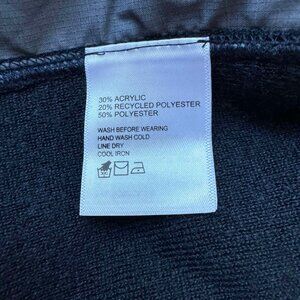 30% ACRYLIC
20% RECYCLED POLYESTER
50% POLYESTER
WASH BEFORE WEARING
HAND WASH COLD
LINE DRY
COOL IRON